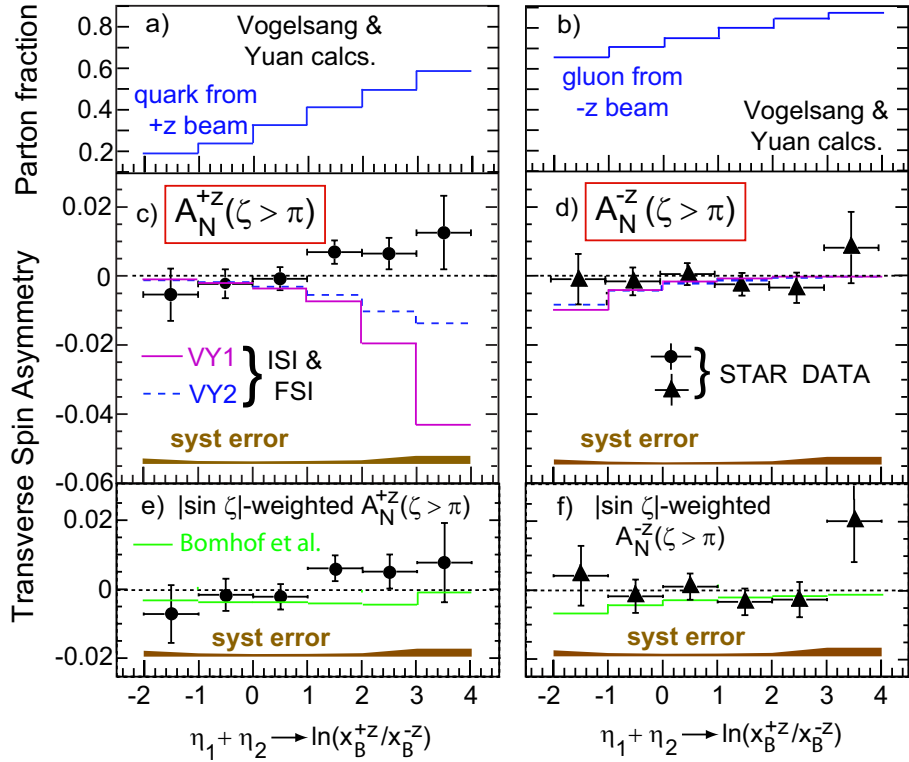 a)
Vogelsang &
Yuan calcs.
quark from
+z beam
Parton fraction
0.8
0.6
0.4
0.2
b)
gluon from
-z beam
Vogelsang &
Yuan calcs.
Transverse Spin Asymmetry
c)
A_N^{+z}(ζ > π)
0.02
0
-0.02
-0.04
-0.06
VY1
VY2
} ISI &
FSI
syst error
d)
A_N^{-z}(ζ > π)
} STAR DATA
syst error
e) |sin ζ|-weighted A_N^{+z}(ζ > π)
Bomhof et al.
0.02
0
-0.02
syst error
f) |sin ζ|-weighted
A_N^{-z}(ζ > π)
syst error
-2 -1 0 1 2 3 4
-2 -1 0 1 2 3 4
η_1 + η_2 → ln(x_B^{+z}/x_B^{-z})
η_1 + η_2 → ln(x_B^{+z}/x_B^{-z})